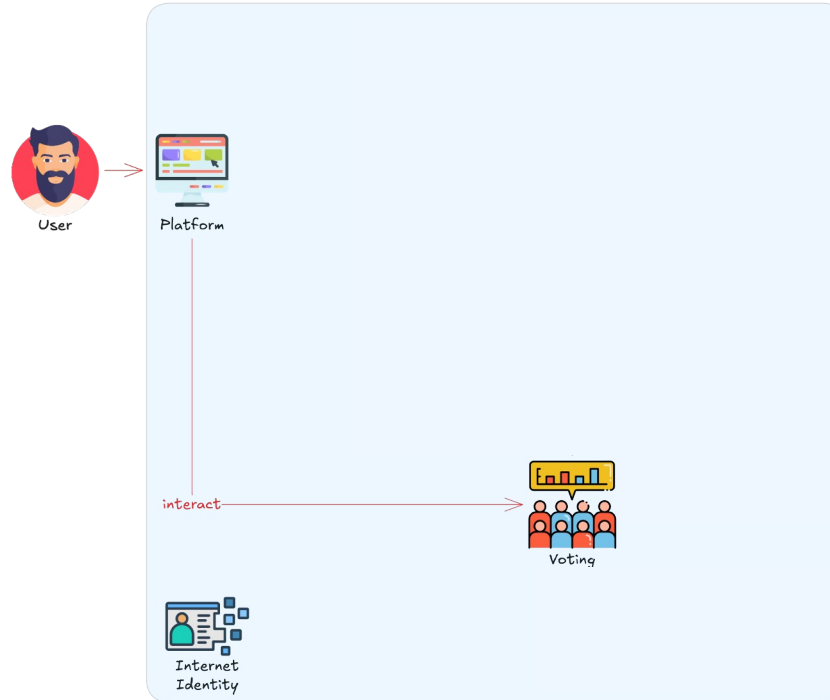 User
Platform
interact
Voting
Internet
Identity